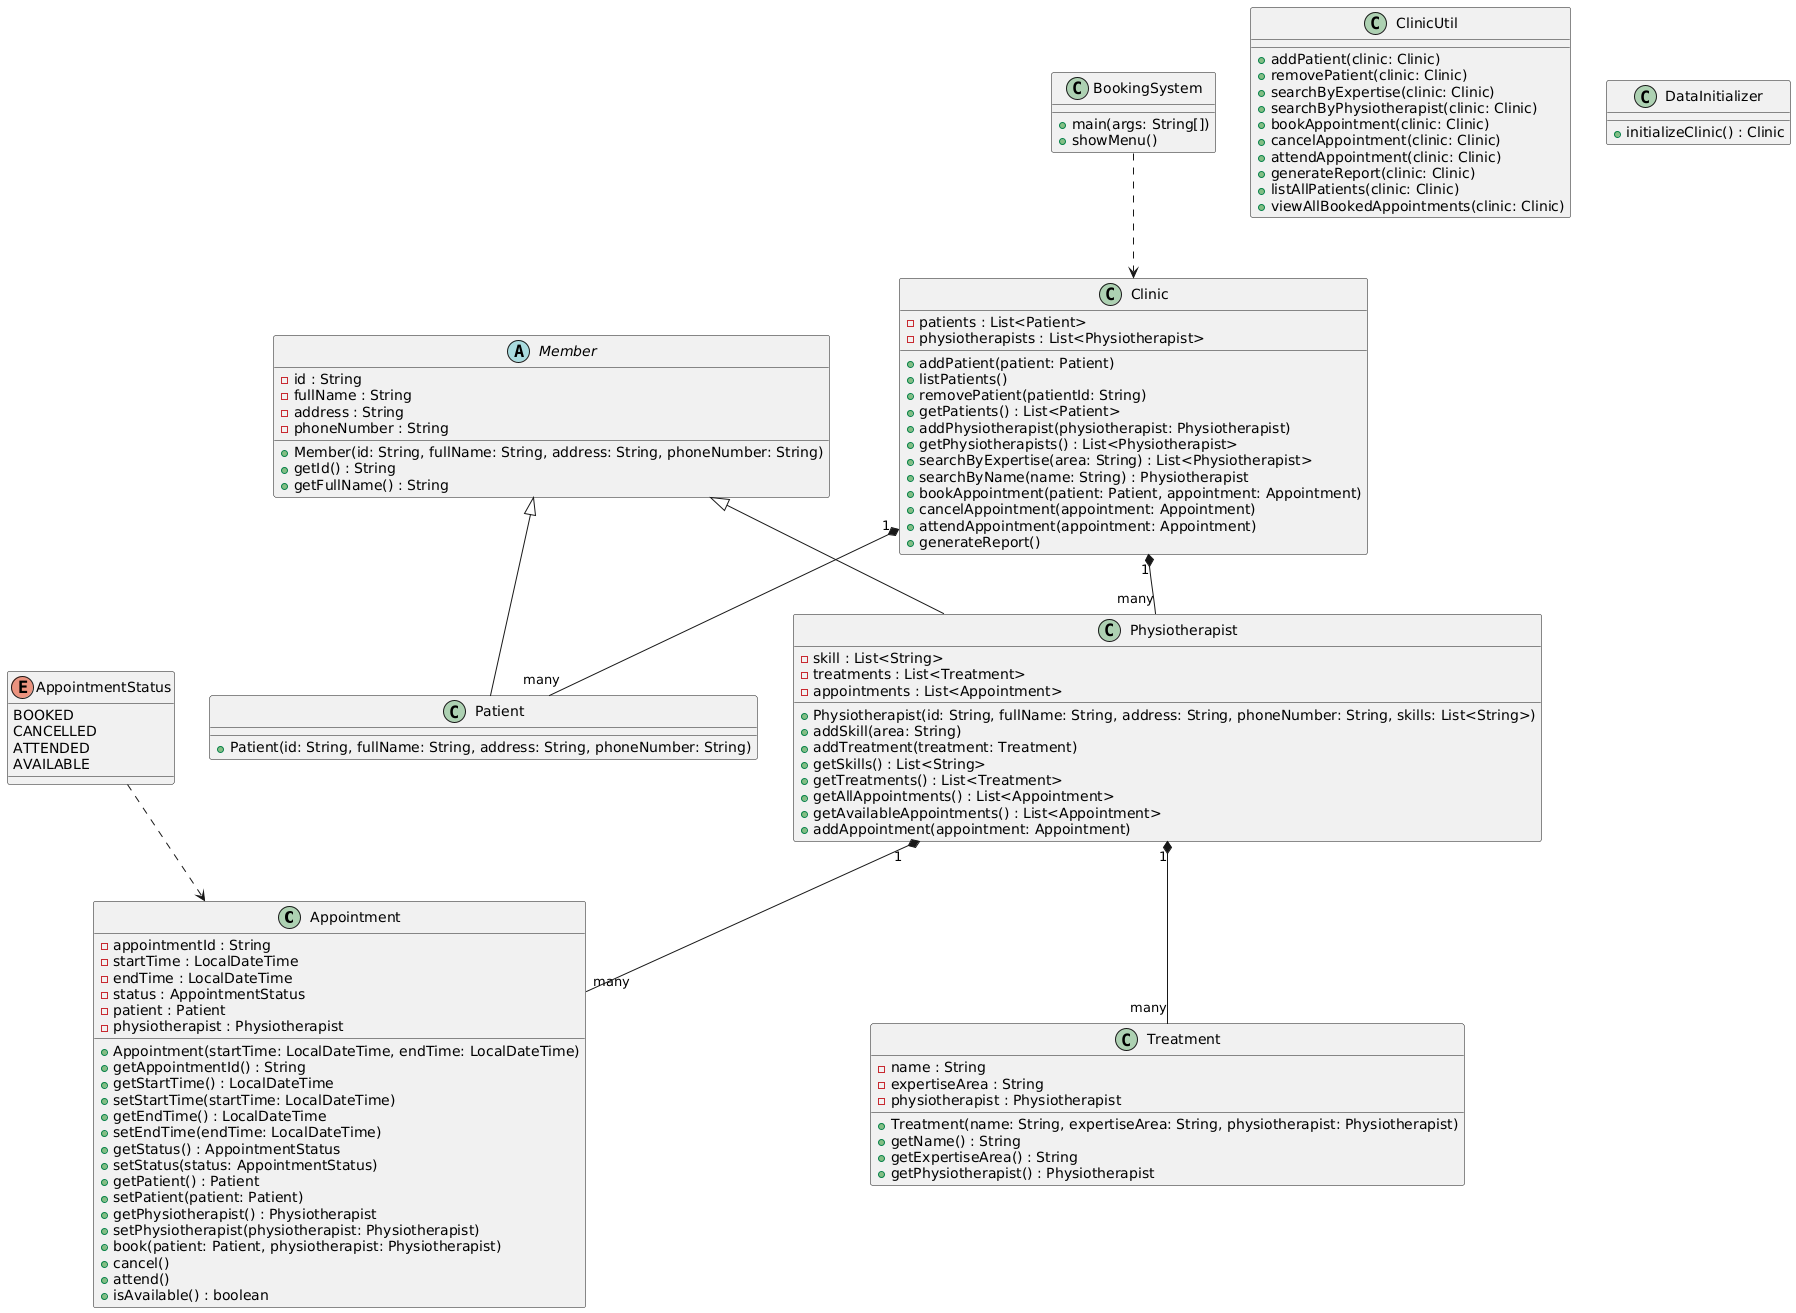 C ClinicUtil
addPatient(clinic: Clinic)
removePatient(clinic: Clinic)
searchByExpertise(clinic: Clinic)
searchByPhysiotherapist(clinic: Clinic)
bookAppointment(clinic: Clinic)
cancelAppointment(clinic: Clinic)
attendAppointment(clinic: Clinic)
generateReport(clinic: Clinic)
listAllPatients(clinic: Clinic)
viewAllBookedAppointments(clinic: Clinic)
C BookingSystem
main(args: String[])
showMenu()
C DataInitializer
initializeClinic() : Clinic
C Clinic
patients : List<Patient>
physiotherapists : List<Physiotherapist>
addPatient(patient: Patient)
listPatients()
removePatient(patientId: String)
getPatients() : List<Patient>
addPhysiotherapist(physiotherapist: Physiotherapist)
getPhysiotherapists() : List<Physiotherapist>
searchByExpertise(area: String) : List<Physiotherapist>
searchByName(name: String) : Physiotherapist
bookAppointment(patient: Patient, appointment: Appointment)
cancelAppointment(appointment: Appointment)
attendAppointment(appointment: Appointment)
generateReport()
A Member
id : String
fullName : String
address : String
phoneNumber : String
Member(id: String, fullName: String, address: String, phoneNumber: String)
getId() : String
getFullName() : String
1
1
many
many
C Physiotherapist
skill : List<String>
treatments : List<Treatment>
appointments : List<Appointment>
Physiotherapist(id: String, fullName: String, address: String, phoneNumber: String, skills: List<String>)
addSkill(area: String)
addTreatment(treatment: Treatment)
getSkills() : List<String>
getTreatments() : List<Treatment>
getAllAppointments() : List<Appointment>
getAvailableAppointments() : List<Appointment>
addAppointment(appointment: Appointment)
E AppointmentStatus
BOOKED
CANCELLED
ATTENDED
AVAILABLE
C Patient
Patient(id: String, fullName: String, address: String, phoneNumber: String)
1
1
many
many
C Appointment
appointmentId : String
startTime : LocalDateTime
endTime : LocalDateTime
status : AppointmentStatus
patient : Patient
physiotherapist : Physiotherapist
Appointment(startTime: LocalDateTime, endTime: LocalDateTime)
getAppointmentId() : String
getStartTime() : LocalDateTime
setStartTime(startTime: LocalDateTime)
getEndTime() : LocalDateTime
setEndTime(endTime: LocalDateTime)
getStatus() : AppointmentStatus
setStatus(status: AppointmentStatus)
getPatient() : Patient
setPatient(patient: Patient)
getPhysiotherapist() : Physiotherapist
setPhysiotherapist(physiotherapist: Physiotherapist)
book(patient: Patient, physiotherapist: Physiotherapist)
cancel()
attend()
isAvailable() : boolean
C Treatment
name : String
expertiseArea : String
physiotherapist : Physiotherapist
Treatment(name: String, expertiseArea: String, physiotherapist: Physiotherapist)
getName() : String
getExpertiseArea() : String
getPhysiotherapist() : Physiotherapist